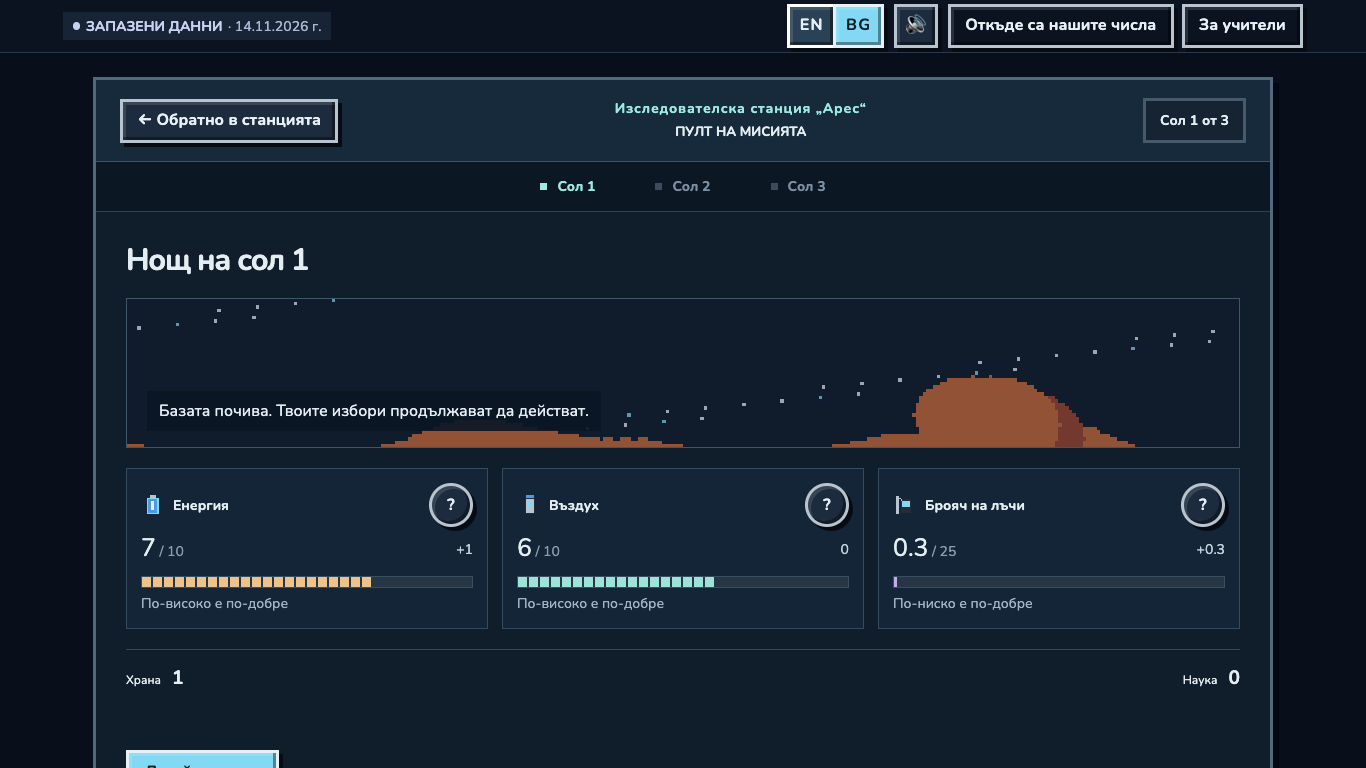 ЗАПАЗЕНИ ДАННИ · 14.11.2026 г.
EN BG
Откъде са нашите числа
За учители
← Обратно в станцията
Изследователска станция „Арес“
ПУЛТ НА МИСИЯТА
Сол 1 от 3
Сол 1
Сол 2
Сол 3
Нощ на сол 1
Базата почива. Твоите избори продължават да действат.
Енергия ?
7 / 10 +1
По-високо е по-добре
Въздух ?
6 / 10 0
По-високо е по-добре
Брояч на лъчи ?
0.3 / 25 +0.3
По-ниско е по-добре
Храна 1
Наука 0